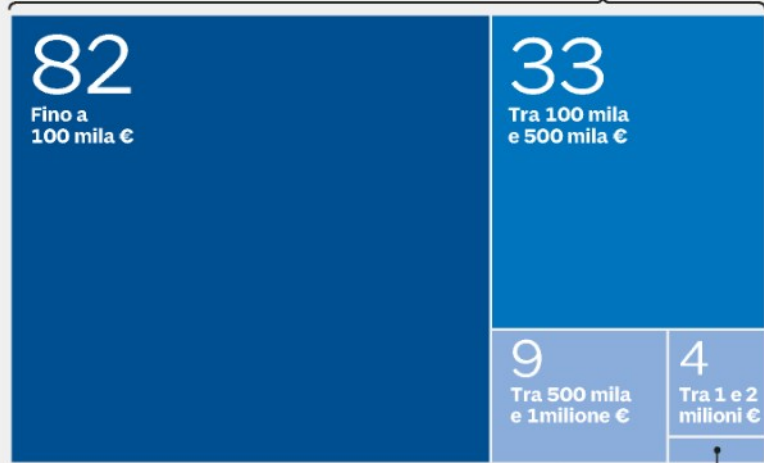 82
Fino a
100 mila €
33
Tra 100 mila
e 500 mila €
9
Tra 500 mila
e 1milione €
4
Tra 1 e 2
milioni €